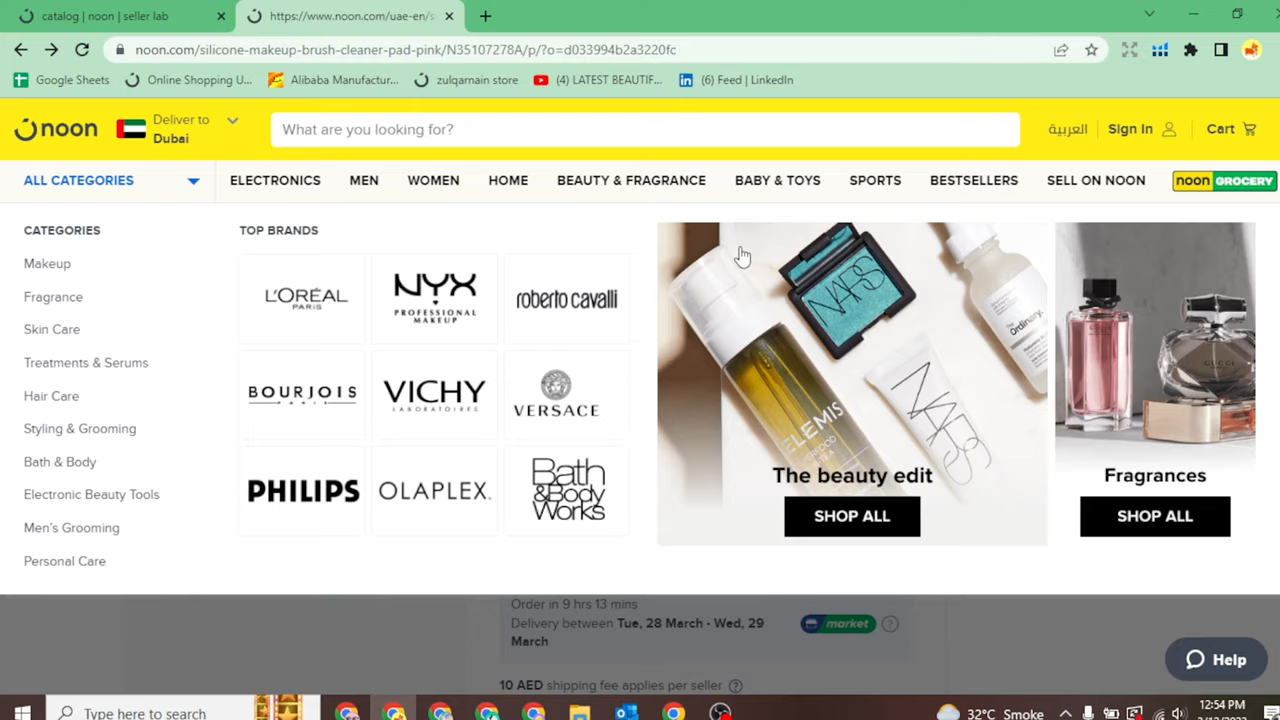 catalog | noon | seller lab
https://www.noon.com/uae-en/s
noon.com/silicone-makeup-brush-cleaner-pad-pink/N35107278A/p/?o=d033994b2a3220fc
Google Sheets
Online Shopping U...
Alibaba Manufactur...
zulqarnain store
(4) LATEST BEAUTIF...
(6) Feed | LinkedIn
noon
Deliver to
Dubai
What are you looking for?
العربية
Sign In
Cart
ALL CATEGORIES
ELECTRONICS
MEN
WOMEN
HOME
BEAUTY & FRAGRANCE
BABY & TOYS
SPORTS
BESTSELLERS
SELL ON NOON
noon GROCERY
CATEGORIES
Makeup
Fragrance
Skin Care
Treatments & Serums
Hair Care
Styling & Grooming
Bath & Body
Electronic Beauty Tools
Men's Grooming
Personal Care
TOP BRANDS
L'ORÉAL
PARIS
NYX
PROFESSIONAL
MAKEUP
roberto cavalli
BOURJOIS
PARIS
VICHY
LABORATOIRES
VERSACE
PHILIPS
OLAPLEX.
Bath
& Body
Works
NARS
The
Ordinary.
ELEMIS
NARS
The beauty edit
SHOP ALL
GUCCI
Fragrances
SHOP ALL
Order in 9 hrs 13 mins
Delivery between Tue, 28 March - Wed, 29
March
market
10 AED shipping fee applies per seller
Help
Type here to search
32°C Smoke
12:54 PM